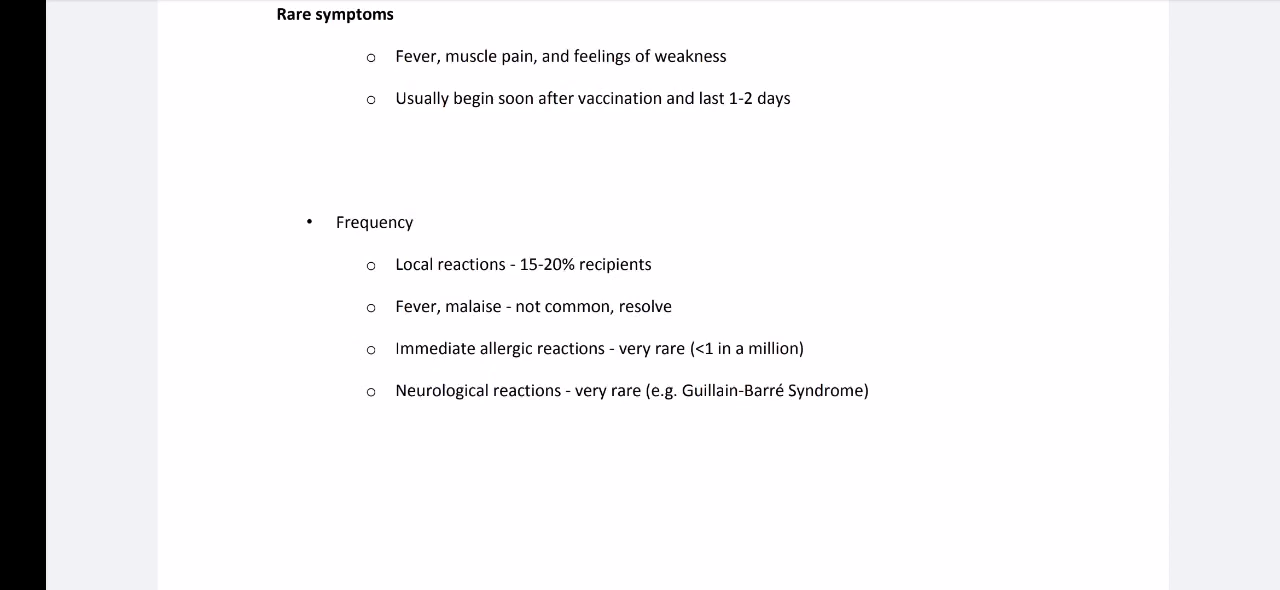 Rare symptoms
o Fever, muscle pain, and feelings of weakness
o Usually begin soon after vaccination and last 1-2 days
• Frequency
o Local reactions - 15-20% recipients
o Fever, malaise - not common, resolve
o Immediate allergic reactions - very rare (<1 in a million)
o Neurological reactions - very rare (e.g. Guillain-Barré Syndrome)